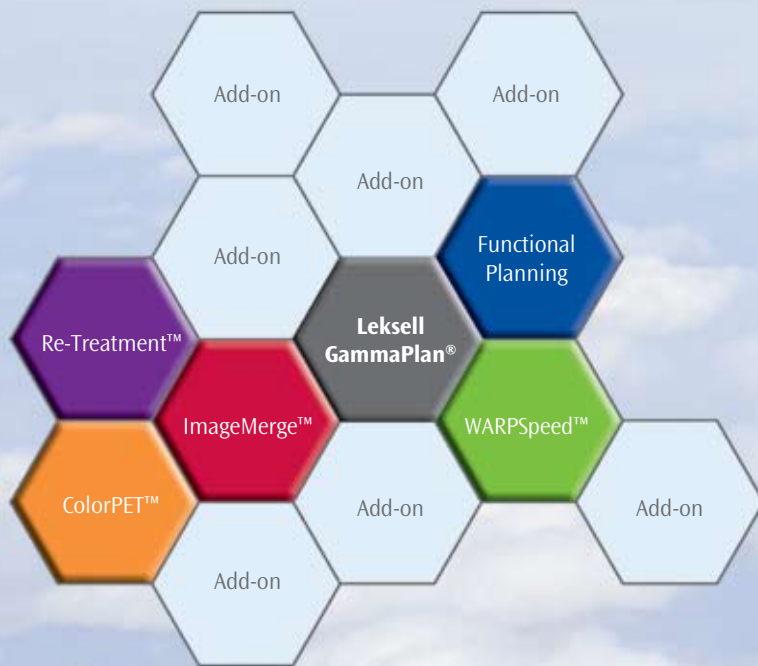 Add-on
Add-on
Add-on
Add-on
Functional
Planning
Re-Treatment™
Leksell
GammaPlan®
ImageMerge™
WARPSpeed™
ColorPET™
Add-on
Add-on
Add-on